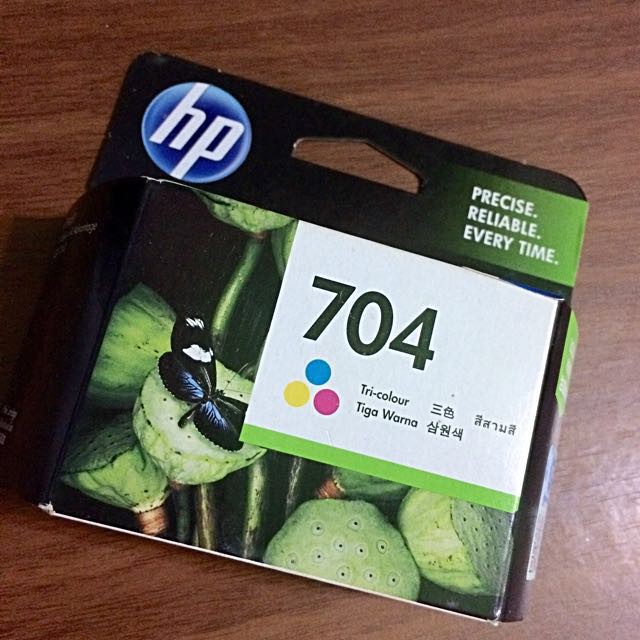 hp
PRECISE.
RELIABLE.
EVERY TIME.
704
Tri-colour 三色 สีสามสี
Tiga Warna 삼원색